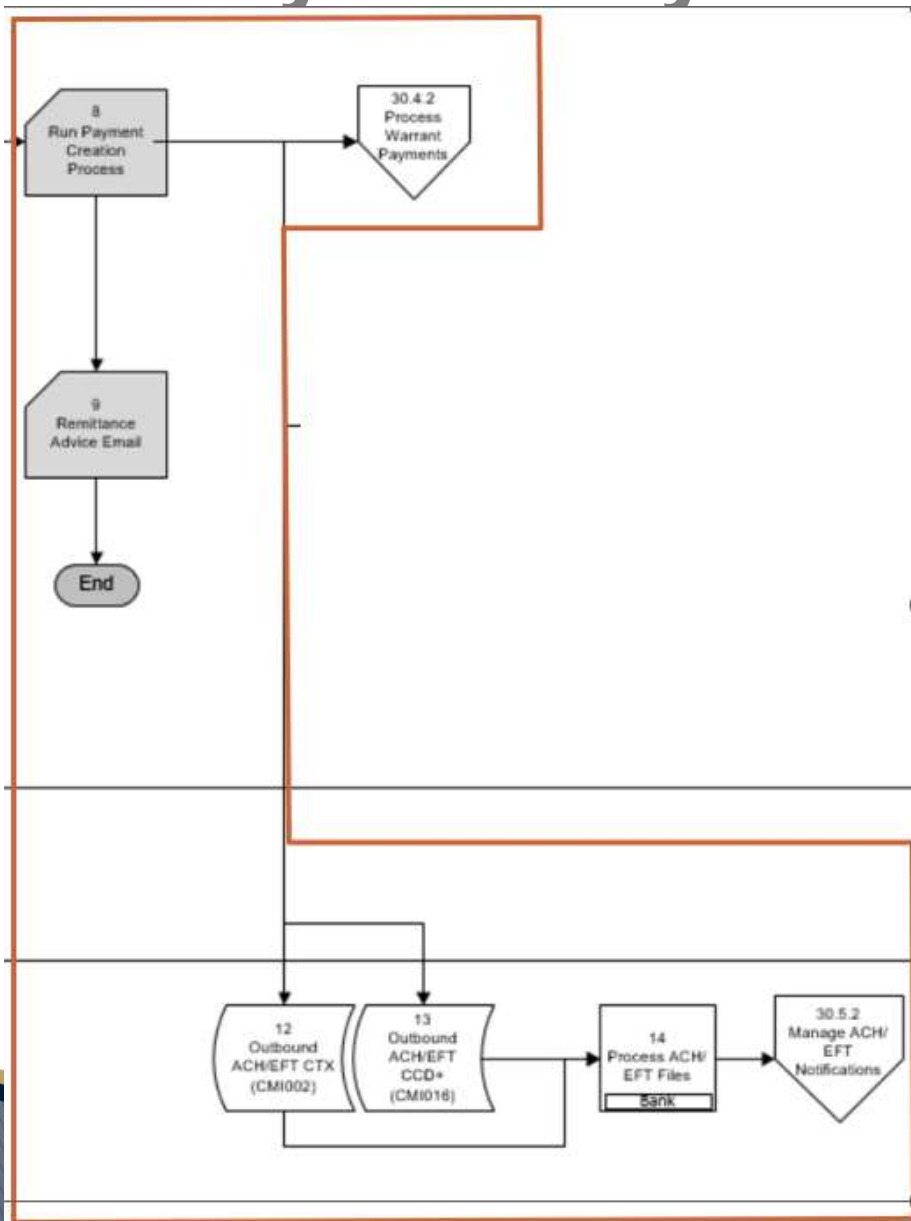 8
Run Payment
Creation
Process
30.4.2
Process
Warrant
Payments
9
Remittance
Advice Email
End
12
Outbound
ACH/EFT CTX
(CMI002)
13
Outbound
ACH/EFT
CCD+
(CMI016)
14
Process ACH/
EFT Files
Bank
30.5.2
Manage ACH/
EFT
Notifications